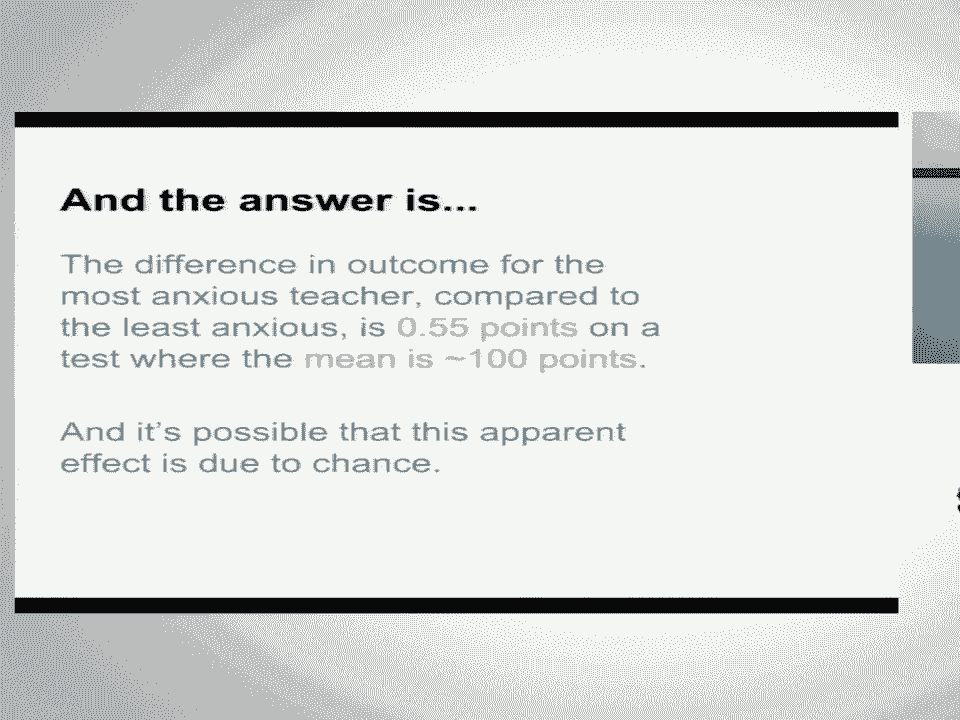 And the answer is...
The difference in outcome for the
most anxious teacher, compared to
the least anxious, is 0.55 points on a
test where the mean is ~100 points.
And it's possible that this apparent
effect is due to chance.